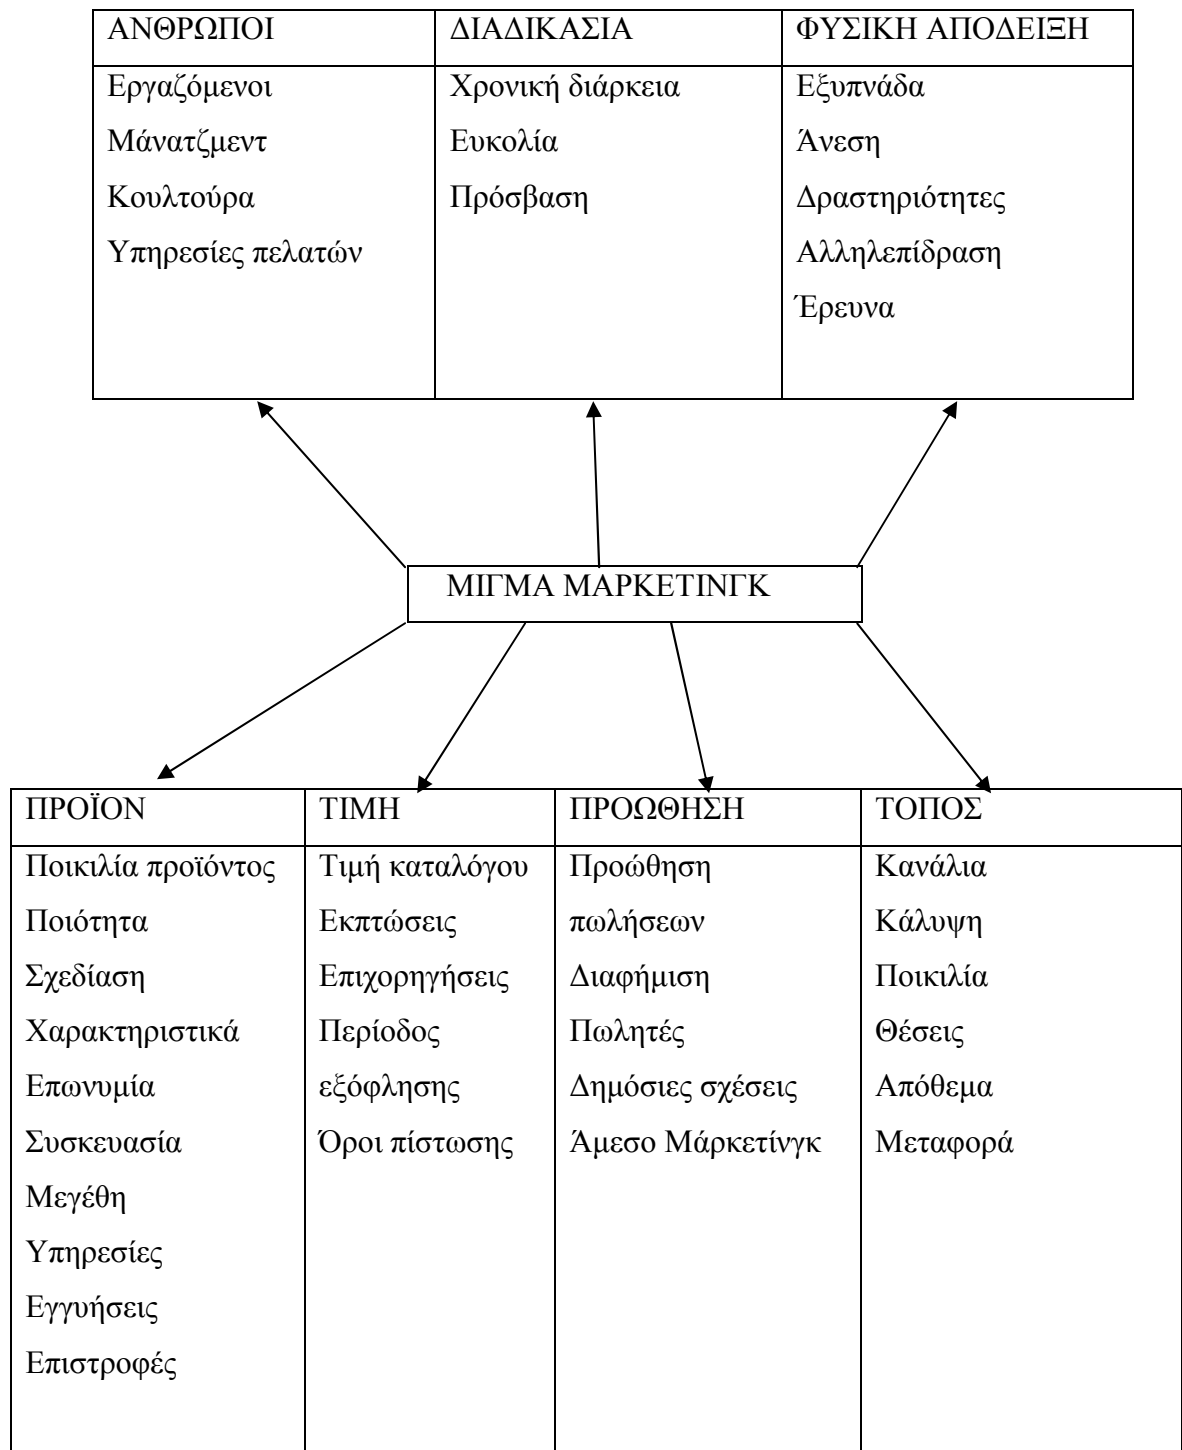 ΑΝΘΡΩΠΟΙ
Εργαζόμενοι
Μάνατζμεντ
Κουλτούρα
Υπηρεσίες πελατών
ΔΙΑΔΙΚΑΣΙΑ
Χρονική διάρκεια
Ευκολία
Πρόσβαση
ΦΥΣΙΚΗ ΑΠΟΔΕΙΞΗ
Εξυπνάδα
Άνεση
Δραστηριότητες
Αλληλεπίδραση
Έρευνα
ΜΙΓΜΑ ΜΑΡΚΕΤΙΝΓΚ
ΠΡΟΪΟΝ
Ποικιλία προϊόντος
Ποιότητα
Σχεδίαση
Χαρακτηριστικά
Επωνυμία
Συσκευασία
Μεγέθη
Υπηρεσίες
Εγγυήσεις
Επιστροφές
ΤΙΜΗ
Τιμή καταλόγου
Εκπτώσεις
Επιχορηγήσεις
Περίοδος
εξόφλησης
Όροι πίστωσης
ΠΡΟΩΘΗΣΗ
Προώθηση
πωλήσεων
Διαφήμιση
Πωλητές
Δημόσιες σχέσεις
Άμεσο Μάρκετίνγκ
ΤΟΠΟΣ
Κανάλια
Κάλυψη
Ποικιλία
Θέσεις
Απόθεμα
Μεταφορά